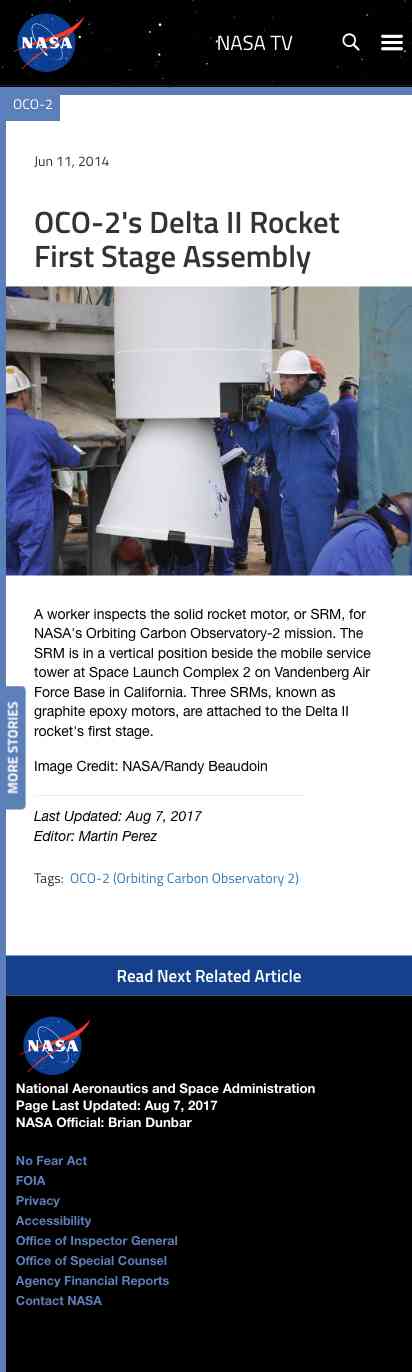 NASA
NASA TV
OCO-2
Jun 11, 2014
OCO-2's Delta II Rocket
First Stage Assembly
A worker inspects the solid rocket motor, or SRM, for
NASA's Orbiting Carbon Observatory-2 mission. The
SRM is in a vertical position beside the mobile service
tower at Space Launch Complex 2 on Vandenberg Air
Force Base in California. Three SRMs, known as
graphite epoxy motors, are attached to the Delta II
rocket's first stage.
MORE STORIES
Image Credit: NASA/Randy Beaudoin
Last Updated: Aug 7, 2017
Editor: Martin Perez
Tags: OCO-2 (Orbiting Carbon Observatory 2)
Read Next Related Article
NASA
National Aeronautics and Space Administration
Page Last Updated: Aug 7, 2017
NASA Official: Brian Dunbar
No Fear Act
FOIA
Privacy
Accessibility
Office of Inspector General
Office of Special Counsel
Agency Financial Reports
Contact NASA